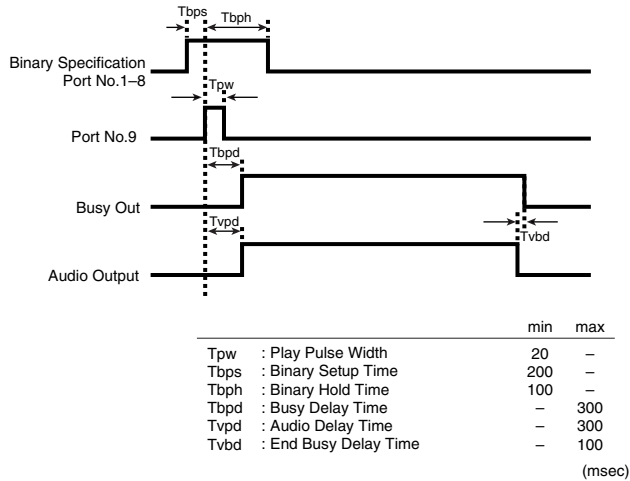 Tbps Tbph
Binary Specification
Port No.1–8
Tpw
Port No.9
Tbpd
Busy Out
Tvpd
Tvbd
Audio Output
min max
Tpw : Play Pulse Width 20 –
Tbps : Binary Setup Time 200 –
Tbph : Binary Hold Time 100 –
Tbpd : Busy Delay Time – 300
Tvpd : Audio Delay Time – 300
Tvbd : End Busy Delay Time – 100
(msec)